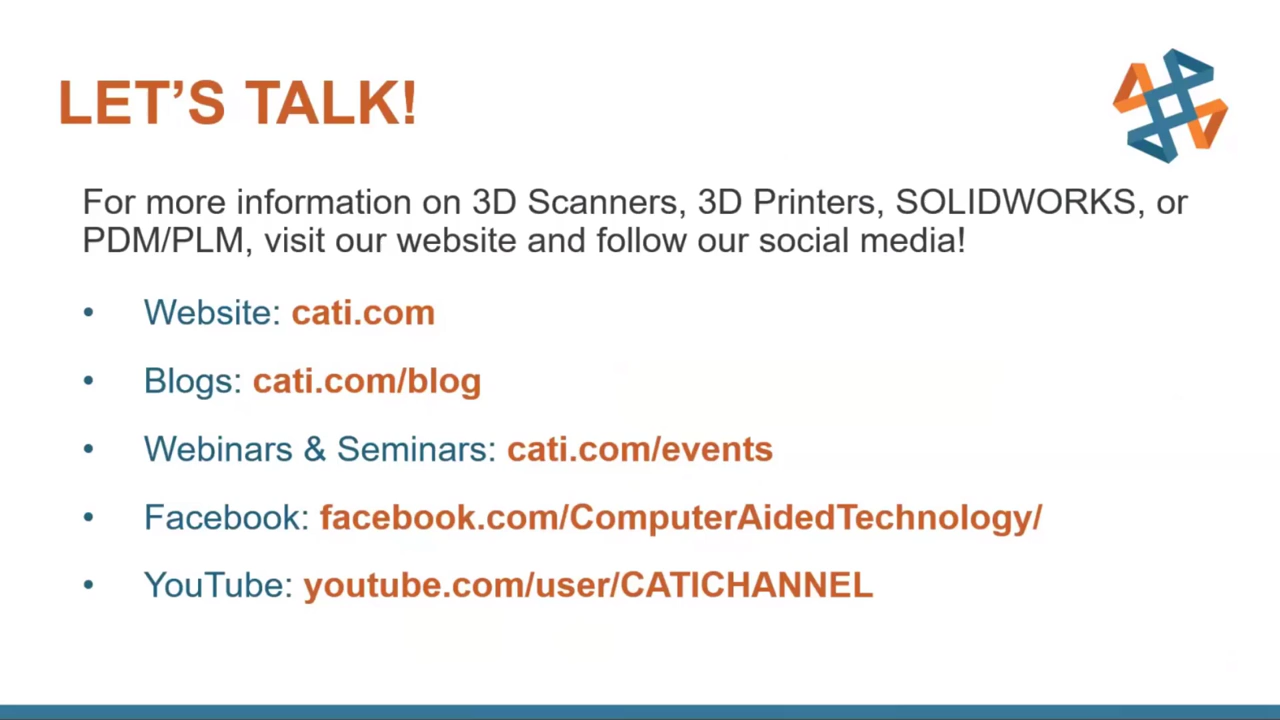 LET’S TALK!
For more information on 3D Scanners, 3D Printers, SOLIDWORKS, or
PDM/PLM, visit our website and follow our social media!
• Website: cati.com
• Blogs: cati.com/blog
• Webinars & Seminars: cati.com/events
• Facebook: facebook.com/ComputerAidedTechnology/
• YouTube: youtube.com/user/CATICHANNEL